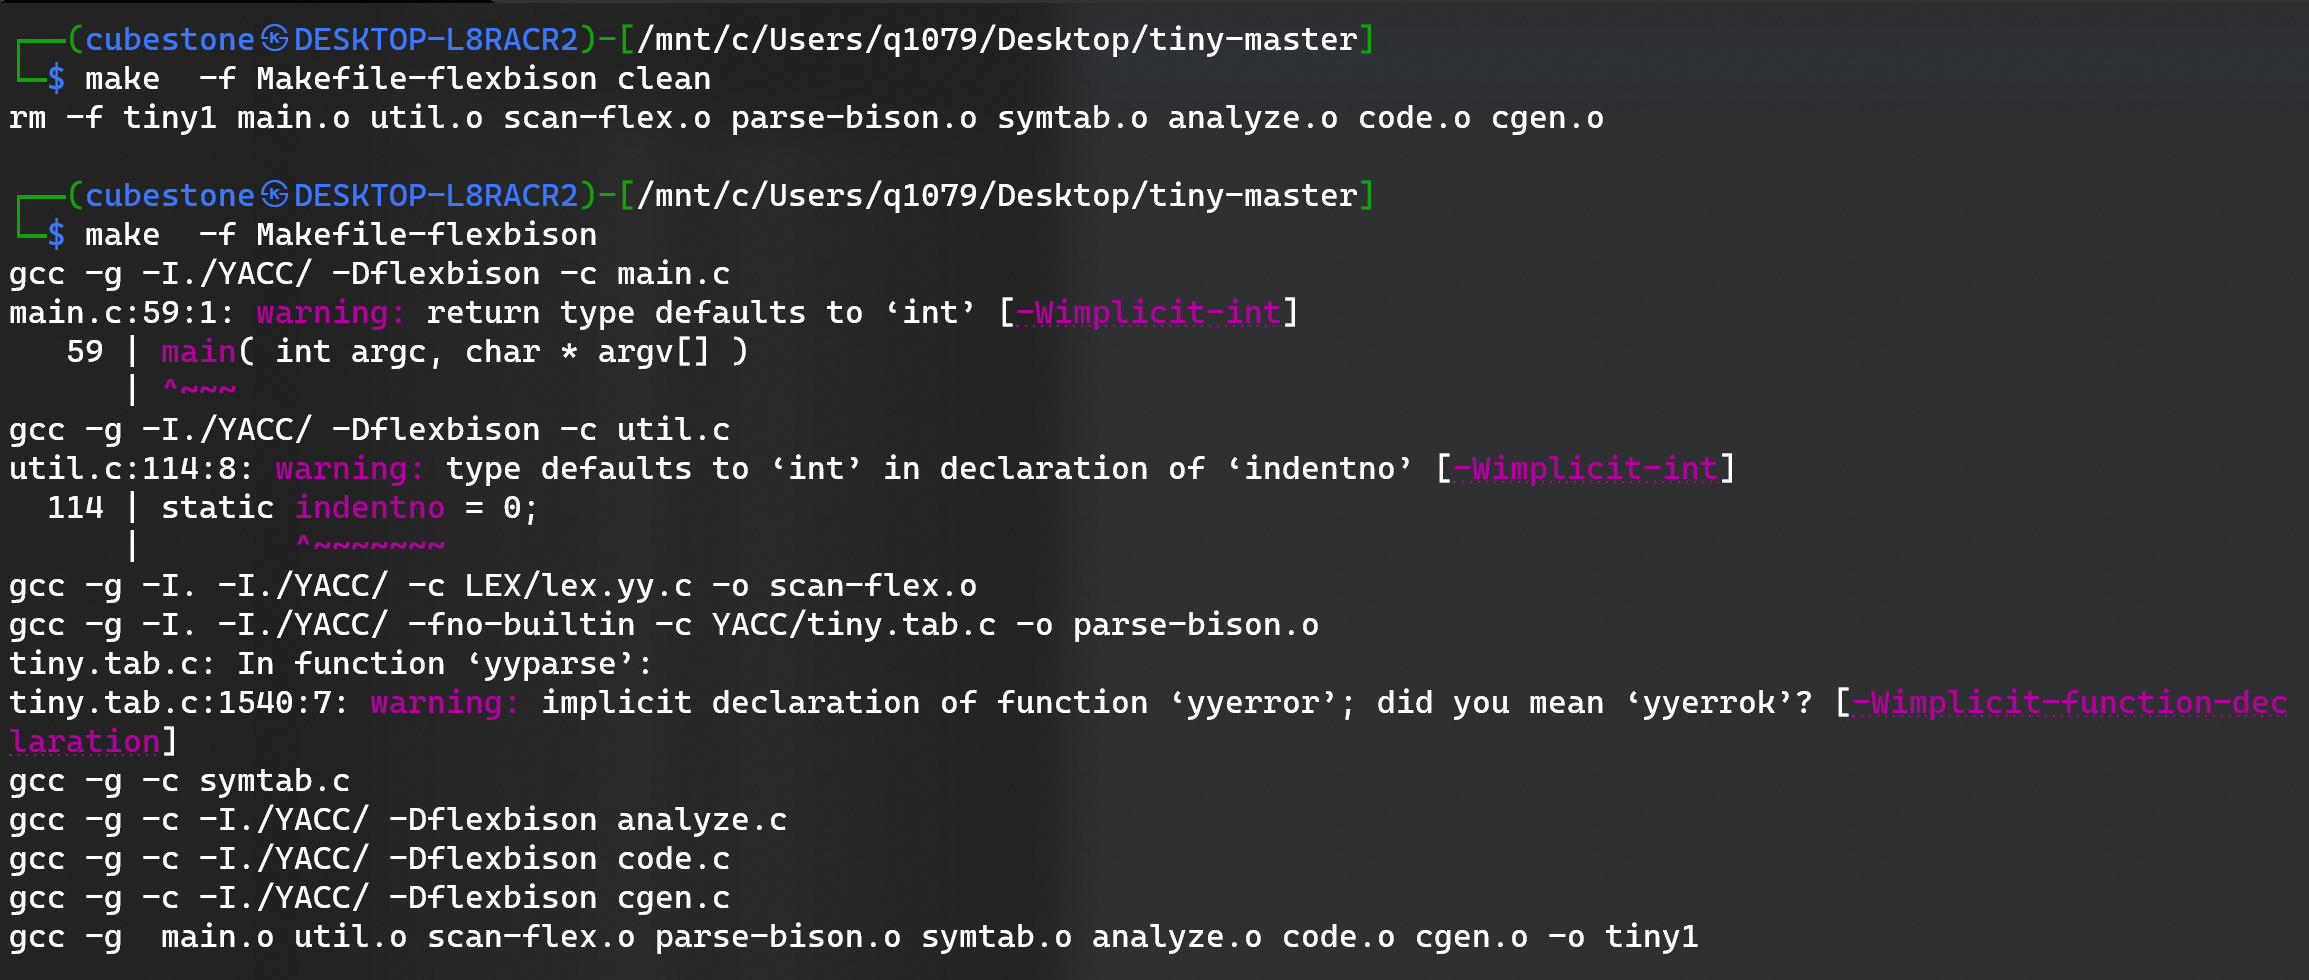 ┌──(cubestone㉿DESKTOP-L8RACR2)-[/mnt/c/Users/q1079/Desktop/tiny-master]
└─$ make  -f Makefile-flexbison clean
rm -f tiny1 main.o util.o scan-flex.o parse-bison.o symtab.o analyze.o code.o cgen.o
┌──(cubestone㉿DESKTOP-L8RACR2)-[/mnt/c/Users/q1079/Desktop/tiny-master]
└─$ make  -f Makefile-flexbison
gcc -g -I./YACC/ -Dflexbison -c main.c
main.c:59:1: warning: return type defaults to ‘int’ [-Wimplicit-int]
   59 | main( int argc, char * argv[] )
      | ^~~~
gcc -g -I./YACC/ -Dflexbison -c util.c
util.c:114:8: warning: type defaults to ‘int’ in declaration of ‘indentno’ [-Wimplicit-int]
  114 | static indentno = 0;
      |        ^~~~~~~~
gcc -g -I. -I./YACC/ -c LEX/lex.yy.c -o scan-flex.o
gcc -g -I. -I./YACC/ -fno-builtin -c YACC/tiny.tab.c -o parse-bison.o
tiny.tab.c: In function ‘yyparse’:
tiny.tab.c:1540:7: warning: implicit declaration of function ‘yyerror’; did you mean ‘yyerrok’? [-Wimplicit-function-dec
laration]
gcc -g -c symtab.c
gcc -g -c -I./YACC/ -Dflexbison analyze.c
gcc -g -c -I./YACC/ -Dflexbison code.c
gcc -g -c -I./YACC/ -Dflexbison cgen.c
gcc -g  main.o util.o scan-flex.o parse-bison.o symtab.o analyze.o code.o cgen.o -o tiny1